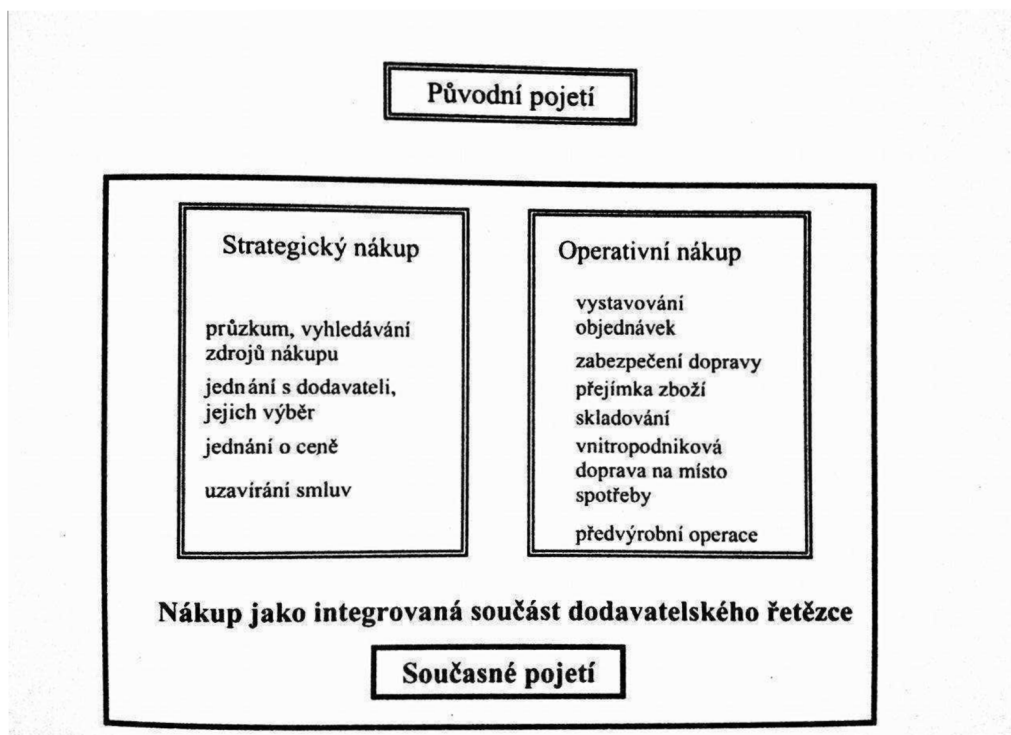 Původní pojetí
Strategický nákup
průzkum, vyhledávání
zdrojů nákupu
jednání s dodavateli,
jejich výběr
jednání o ceně
uzavírání smluv
Operativní nákup
vystavování
objednávek
zabezpečení dopravy
přejímka zboží
skladování
vnitropodniková
doprava na místo
spotřeby
předvýrobní operace
Nákup jako integrovaná součást dodavatelského řetězce
Současné pojetí